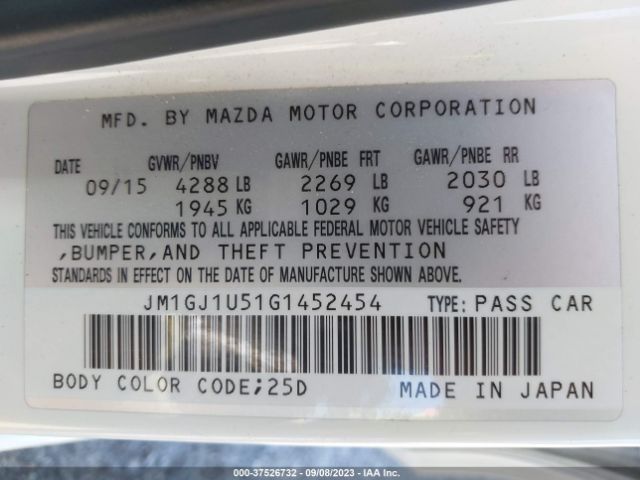 MFD. BY MAZDA MOTOR CORPORATION
DATE GVWR/PNBV GAWR/PNBE FRT GAWR/PNBE RR
09/15 4288 LB 2269 LB 2030 LB
1945 KG 1029 KG 921 KG
THIS VEHICLE CONFORMS TO ALL APPLICABLE FEDERAL MOTOR VEHICLE SAFETY
,BUMPER,AND THEFT PREVENTION
STANDARDS IN EFFECT ON THE DATE OF MANUFACTURE SHOWN ABOVE.
JM1GJ1U51G1452454 TYPE: PASS CAR
BODY COLOR CODE;25D MADE IN JAPAN
000-37526732 - 09/08/2023 - IAA Inc.